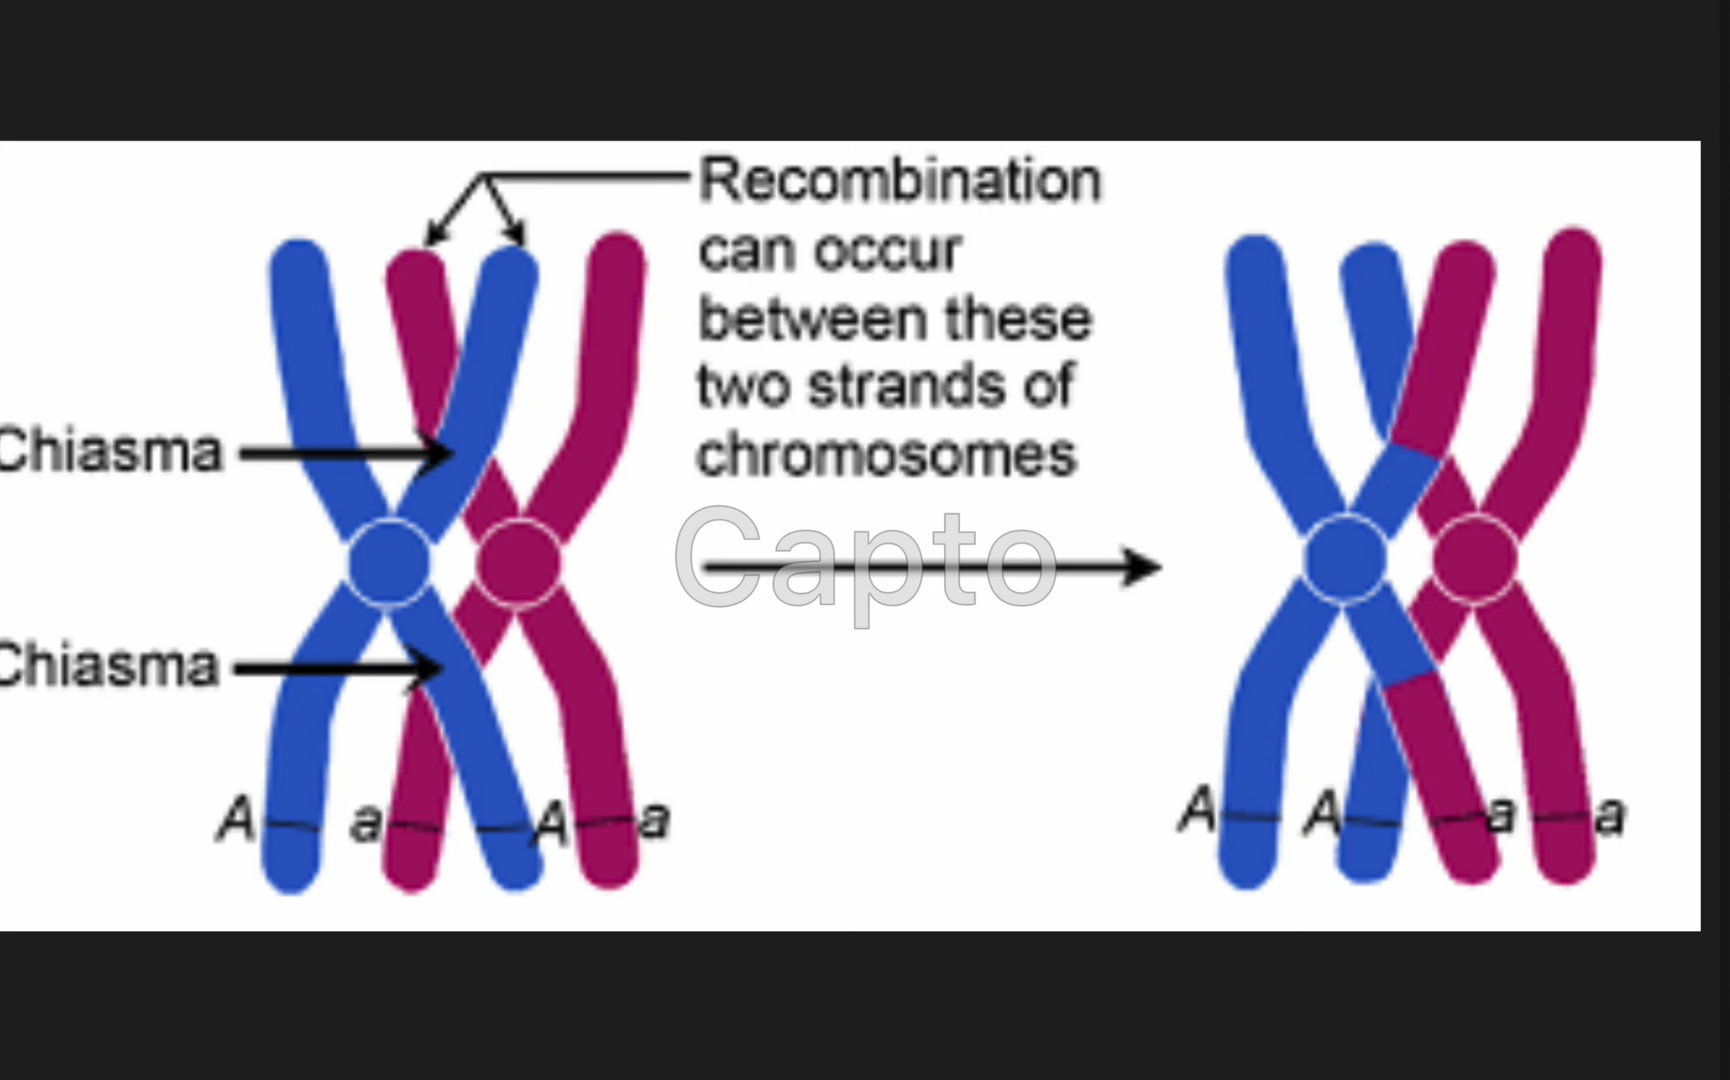 Recombination
can occur
between these
two strands of
chromosomes
Chiasma
Capto
Chiasma
A a A a
A A a a